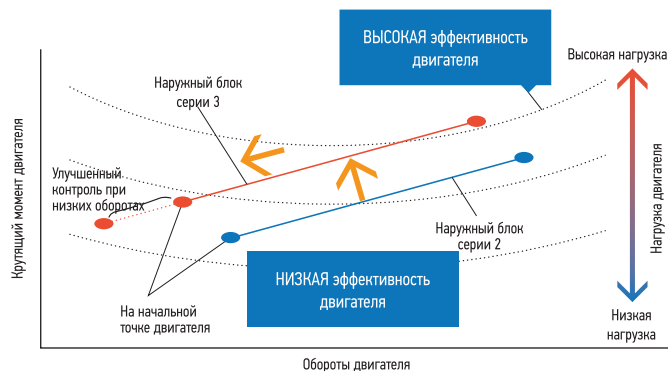 ВЫСОКАЯ эффективность
двигателя
Высокая нагрузка
Наружный блок
серии 3
Улучшенный
контроль при
низких оборотах
Крутящий момент двигателя
Нагрузка двигателя
Наружный блок
серии 2
НИЗКАЯ эффективность
двигателя
На начальной
точке двигателя
Низкая
нагрузка
Обороты двигателя